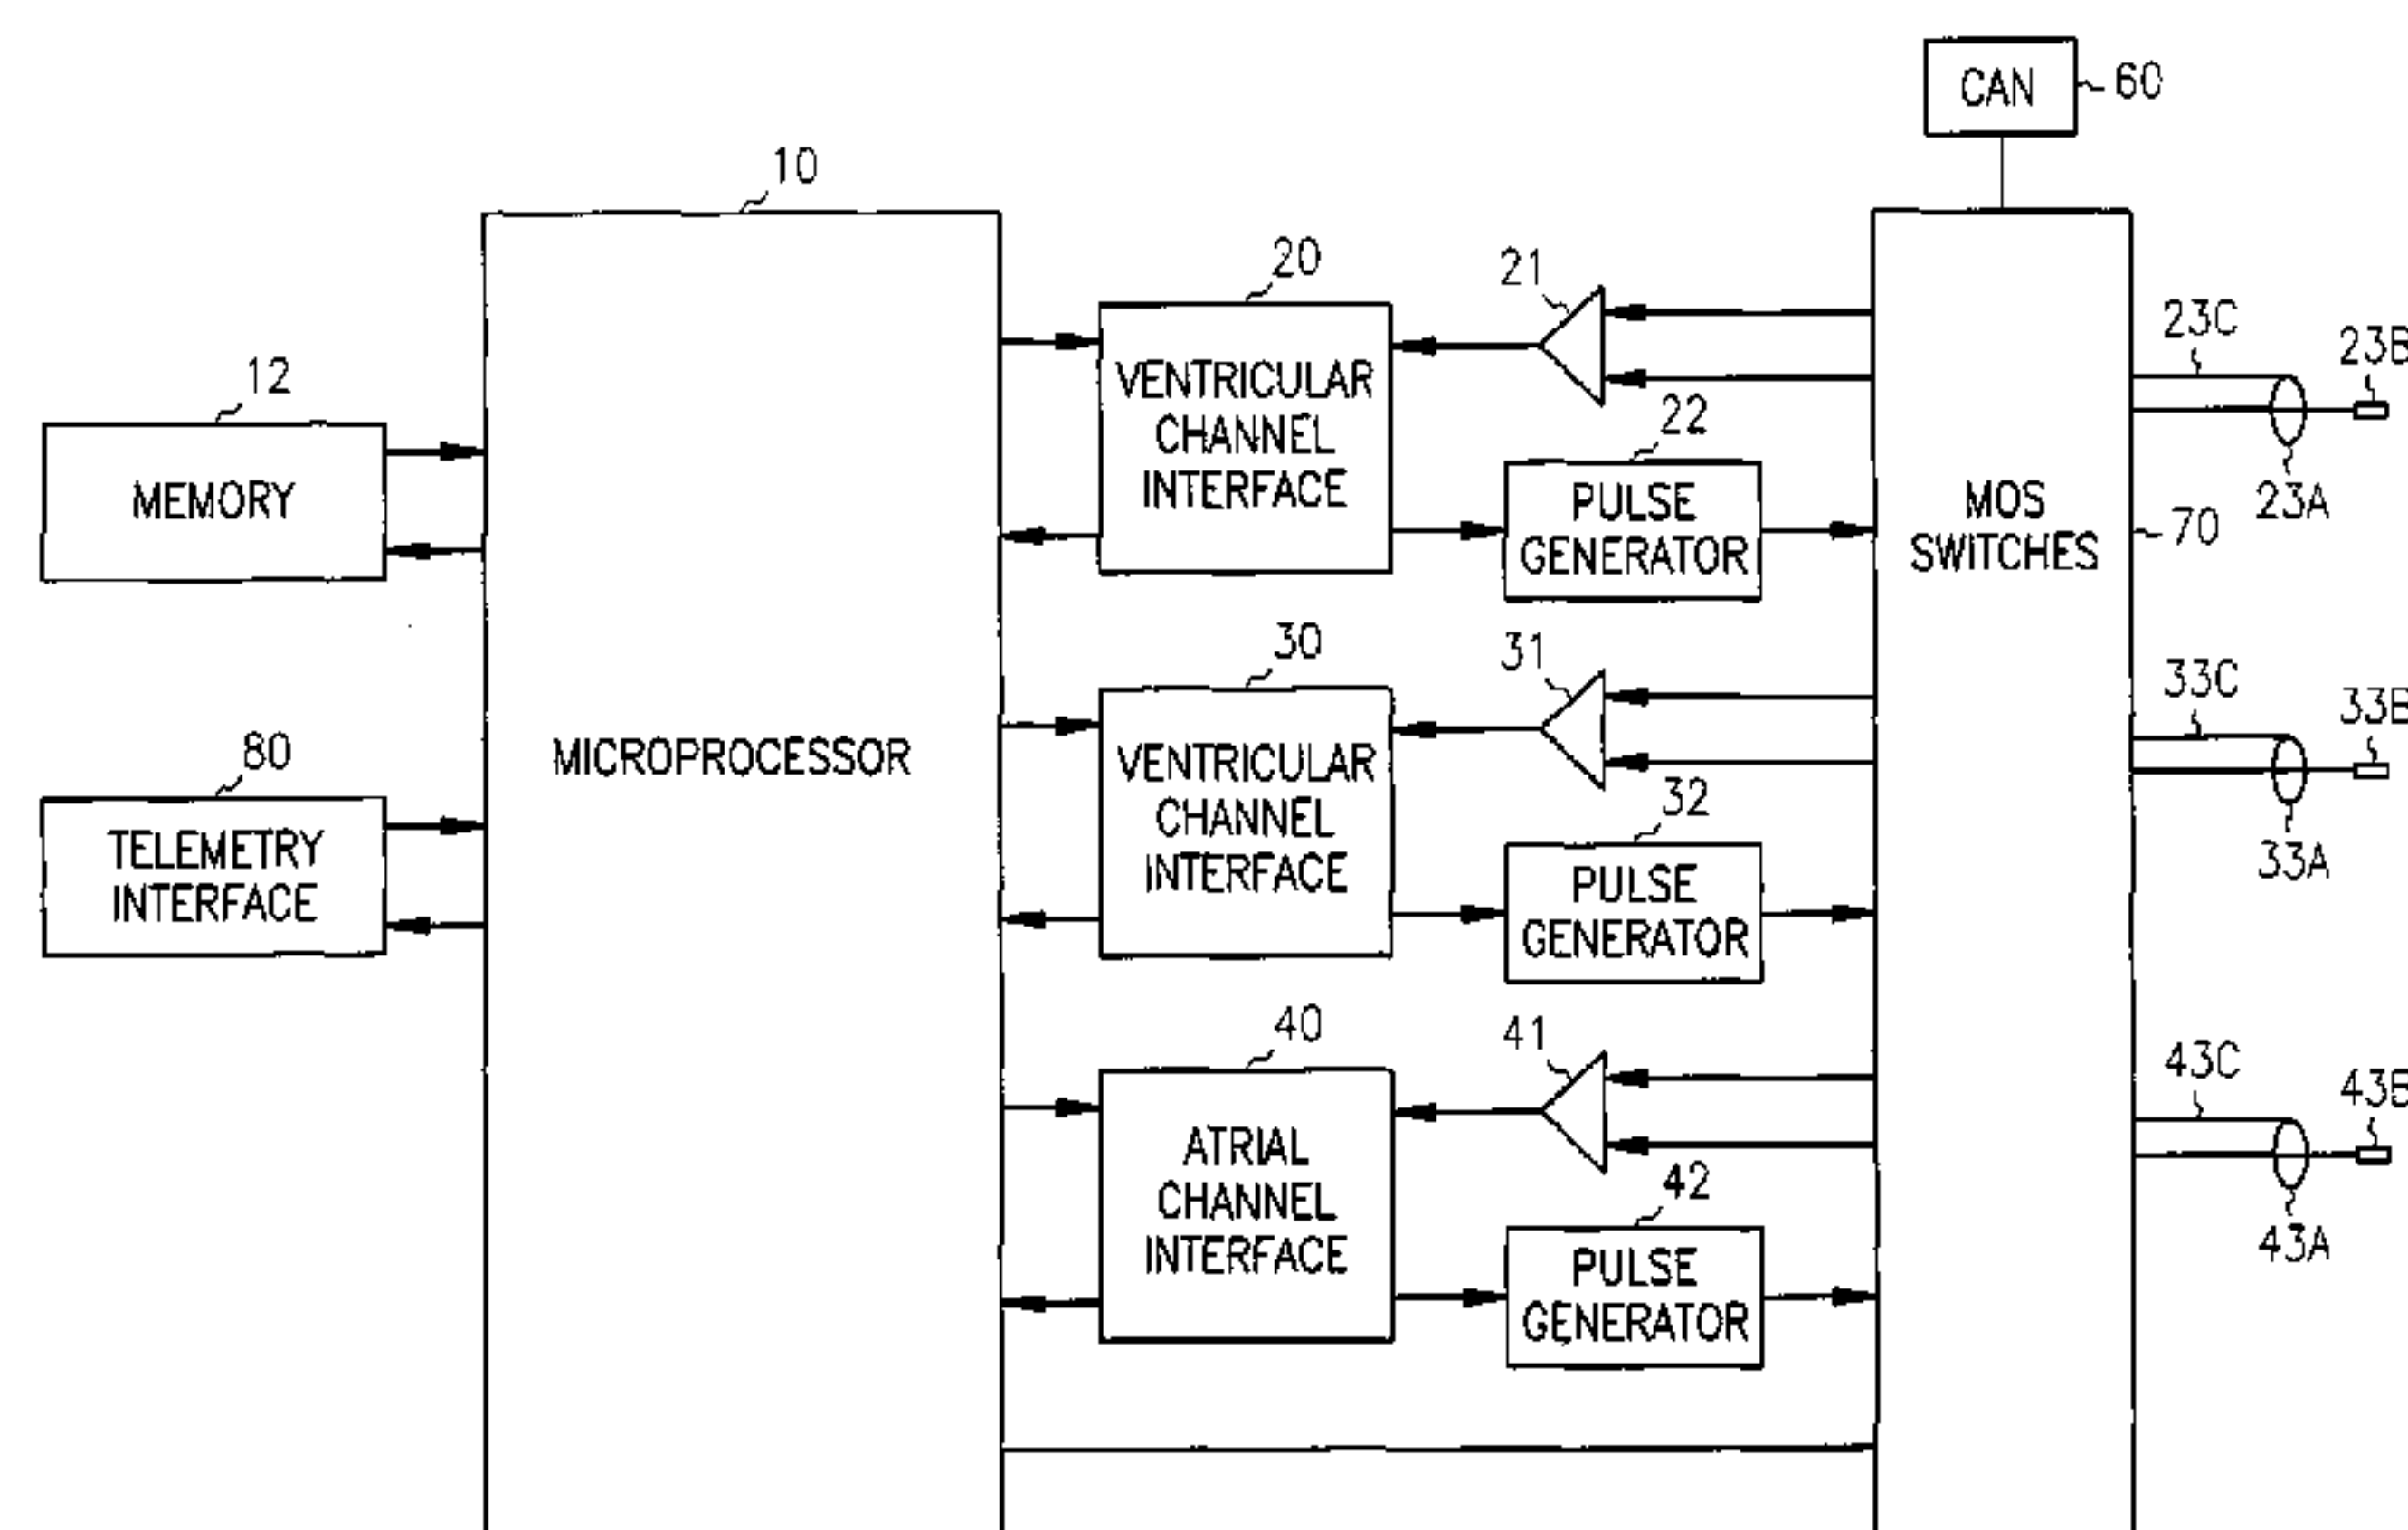 CAN
60
10
20
21
23C
23B
12
22
VENTRICULAR
CHANNEL
INTERFACE
MEMORY
PULSE
GENERATOR
MOS
SWITCHES
23A
70
30
31
33C
33B
80
MICROPROCESSOR
VENTRICULAR
CHANNEL
INTERFACE
32
TELEMETRY
INTERFACE
PULSE
GENERATOR
33A
40
41
43C
43B
ATRIAL
CHANNEL
INTERFACE
42
PULSE
GENERATOR
43A